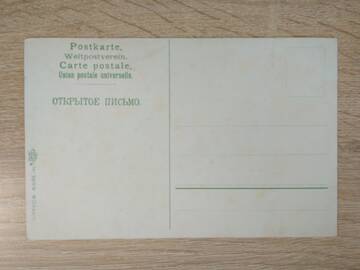 Postkarte.
Weltpostverein.
Carte postale.
Union postale universelle.
ОТКРЫТОЕ ПИСЬМО.